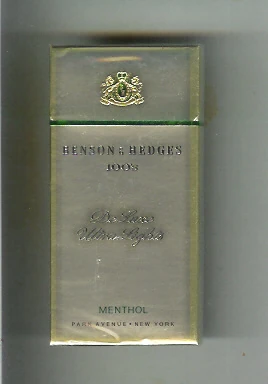 BENSON & HEDGES
100's
De Luxe
Ultra Lights
MENTHOL
PARK AVENUE • NEW YORK